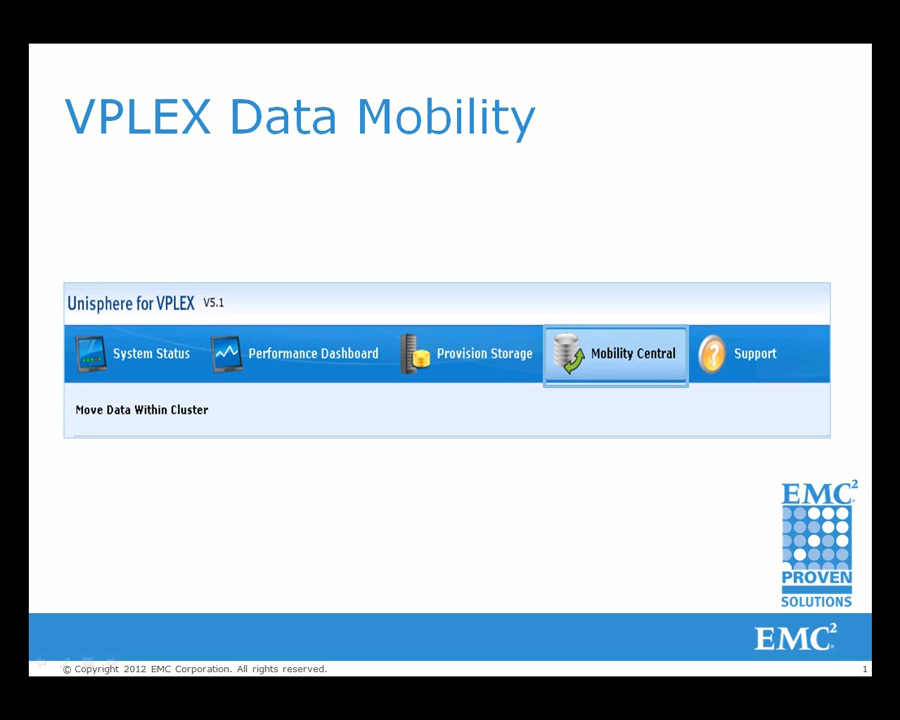 VPLEX Data Mobility
Unisphere for VPLEX V5.1
System Status Performance Dashboard Provision Storage Mobility Central ? Support
Move Data Within Cluster
EMC²
PROVEN
SOLUTIONS
EMC²
© Copyright 2012 EMC Corporation. All rights reserved. 1